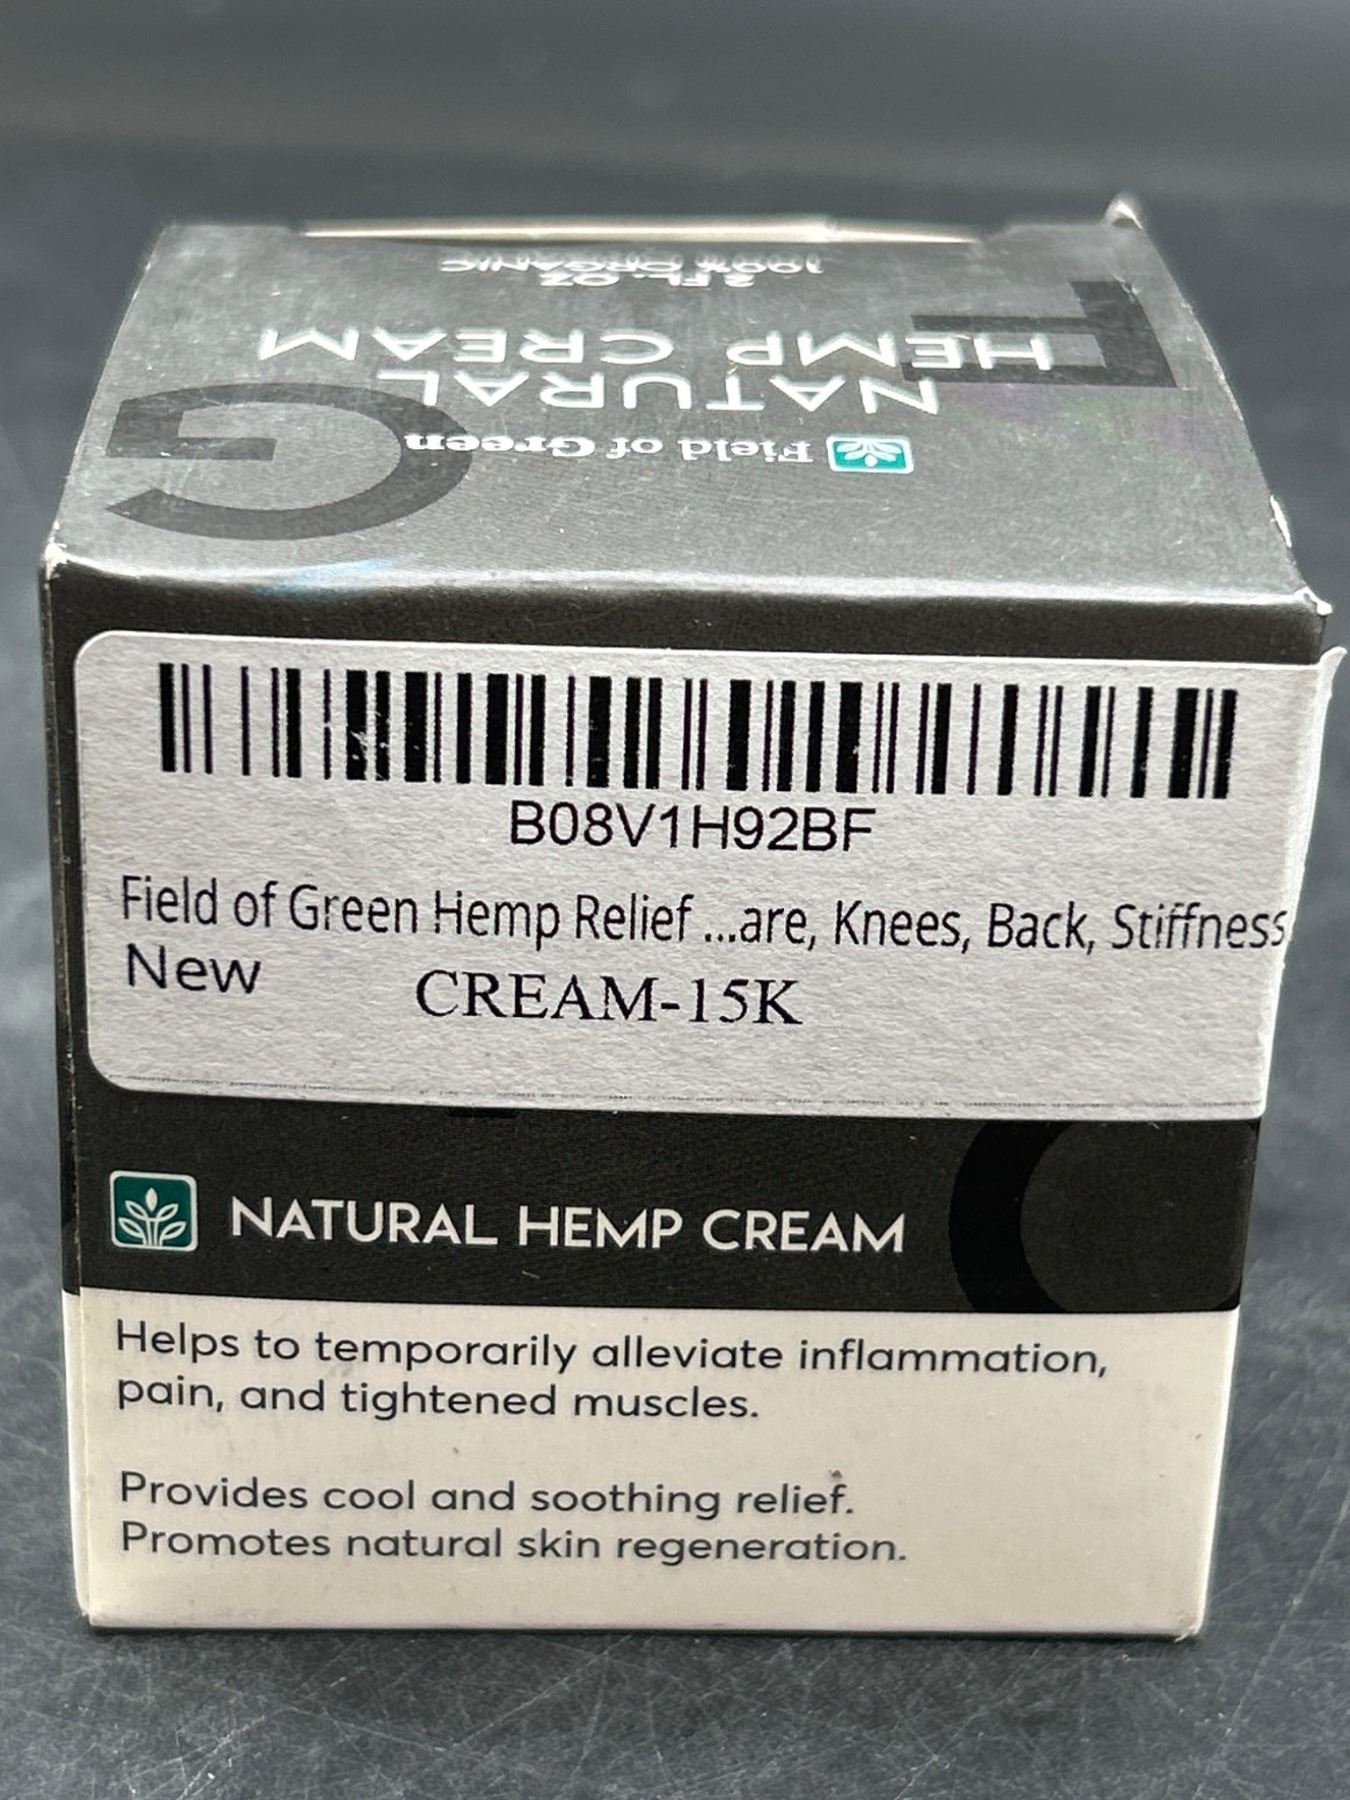 Field of Green
NATURAL
HEMP CREAM
2 FL. OZ
100% ORGANIC
B08V1H92BF
Field of Green Hemp Relief ...are, Knees, Back, Stiffness
New CREAM-15K
NATURAL HEMP CREAM
Helps to temporarily alleviate inflammation,
pain, and tightened muscles.
Provides cool and soothing relief.
Promotes natural skin regeneration.